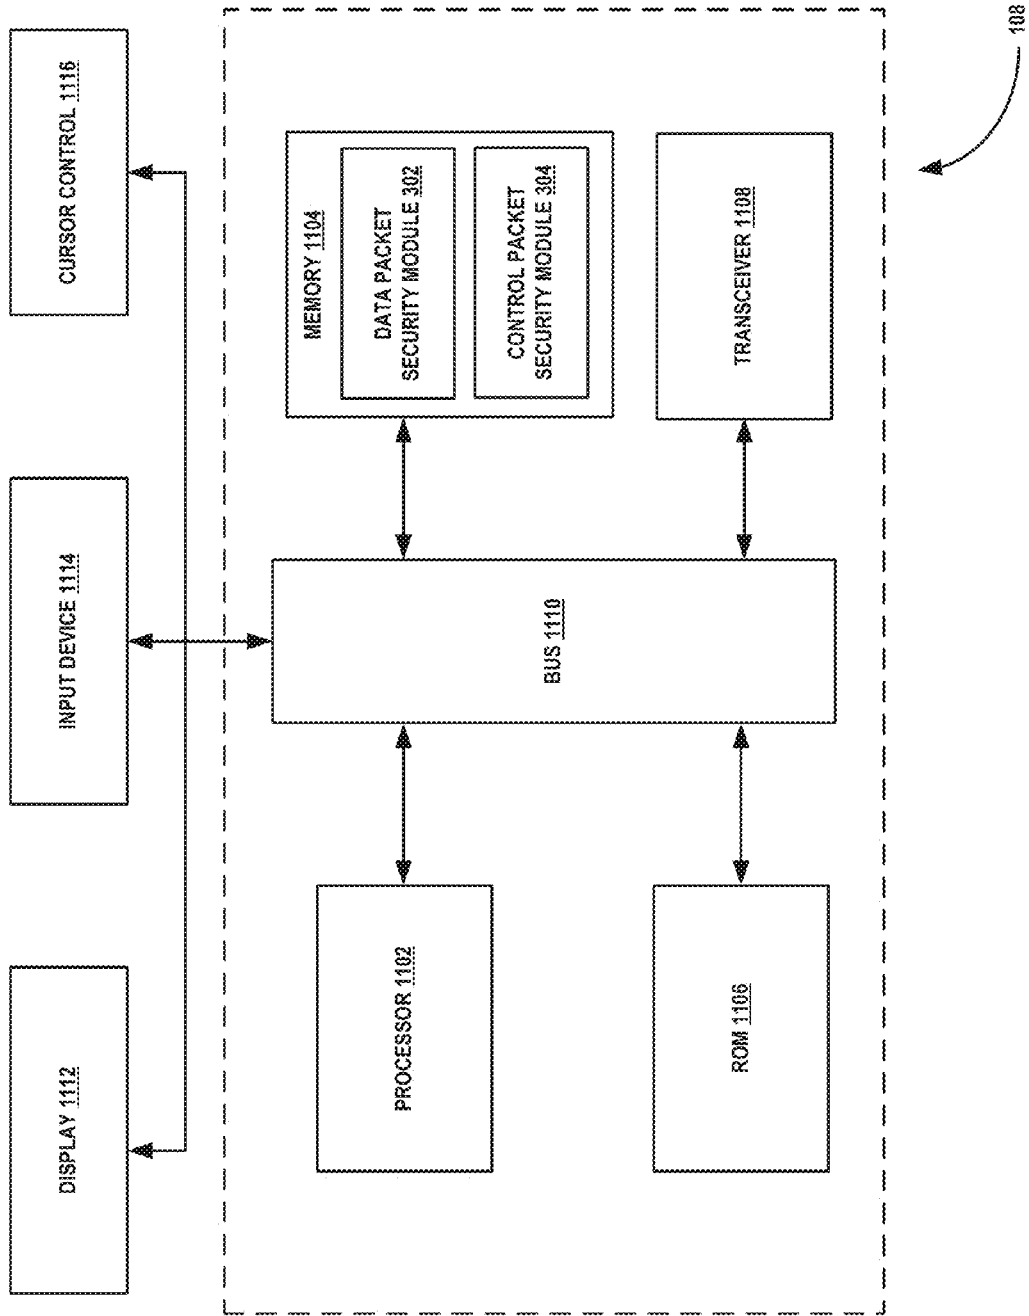 DISPLAY 1112
INPUT DEVICE 1114
CURSOR CONTROL 1116
PROCESSOR 1102
BUS 1110
MEMORY 1104
DATA PACKET
SECURITY MODULE 302
CONTROL PACKET
SECURITY MODULE 304
ROM 1106
TRANSCEIVER 1108
108